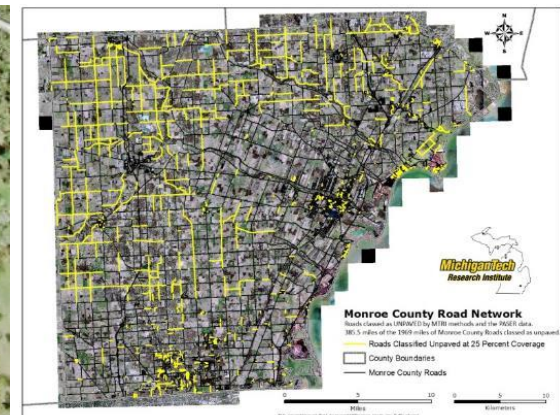 N
W E
S
MichiganTech
Research Institute
Monroe County Road Network
Roads classed as UNPAVED by MTRI methods and the PASER data.
385.5 miles of the 1969 miles of Monroe County Roads classed as unpaved.
Roads Classified Unpaved at 25 Percent Coverage
County Boundaries
Monroe County Roads
0 5 10 0 5 10
Miles Kilometers